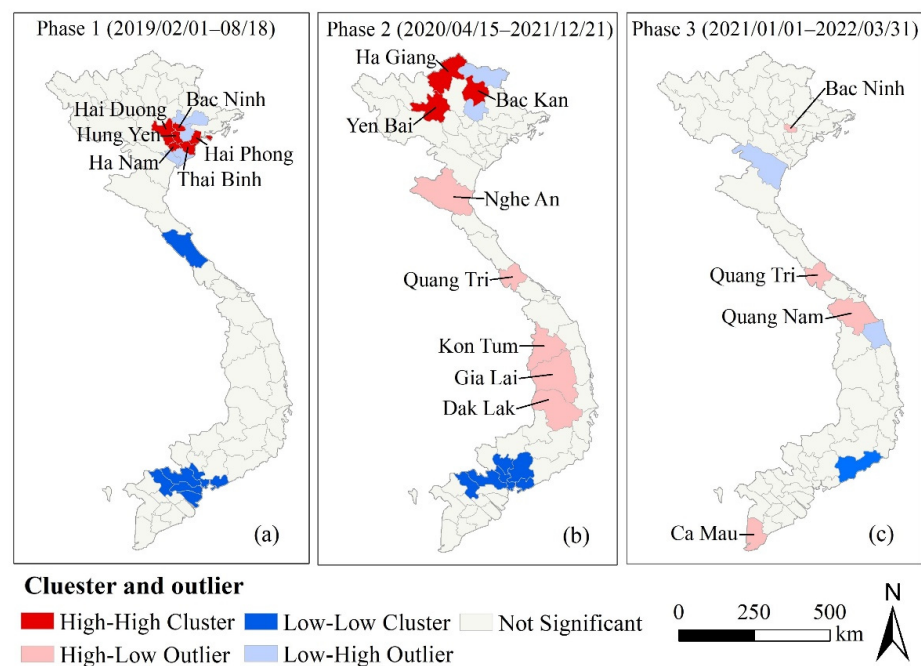 Phase 1 (2019/02/01–08/18)
Hai Duong
Bac Ninh
Hung Yen
Ha Nam
Hai Phong
Thai Binh
(a)
Phase 2 (2020/04/15–2021/12/21)
Ha Giang
Bac Kan
Yen Bai
Nghe An
Quang Tri
Kon Tum
Gia Lai
Dak Lak
(b)
Phase 3 (2021/01/01–2022/03/31)
Bac Ninh
Quang Tri
Quang Nam
Ca Mau
(c)
Cluester and outlier
High-High Cluster
Low-Low Cluster
Not Significant
High-Low Outlier
Low-High Outlier
0 250 500
km
N